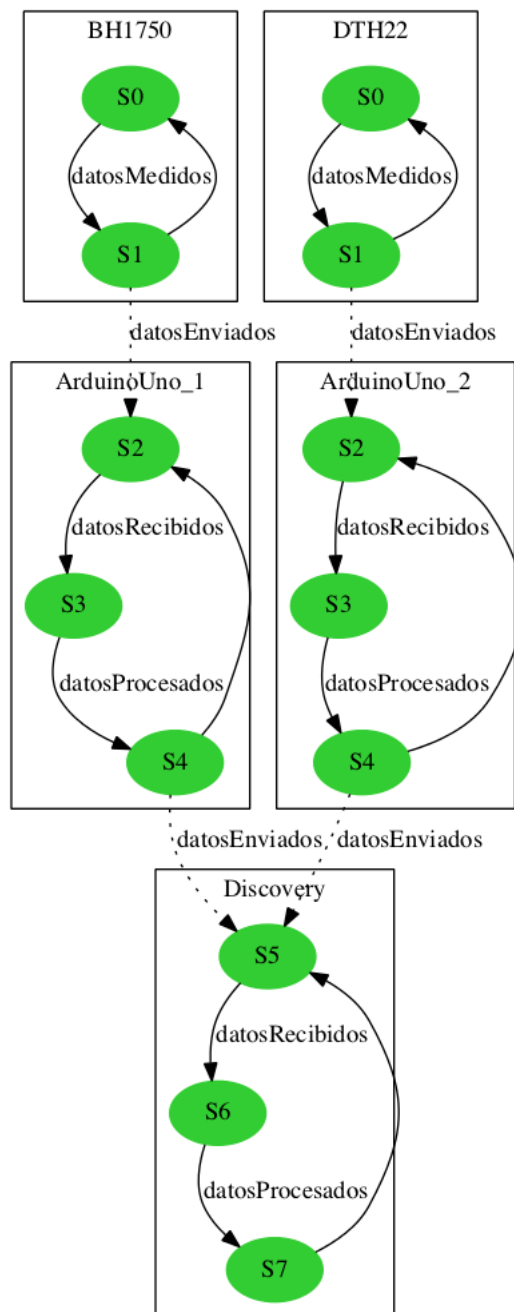 BH1750
DTH22
S0
S0
datosMedidos
datosMedidos
S1
S1
datosEnviados
datosEnviados
ArduinoUno_1
ArduinoUno_2
S2
S2
datosRecibidos
datosRecibidos
S3
S3
datosProcesados
datosProcesados
S4
S4
datosEnviados
datosEnviados
Discovery
S5
datosRecibidos
S6
datosProcesados
S7